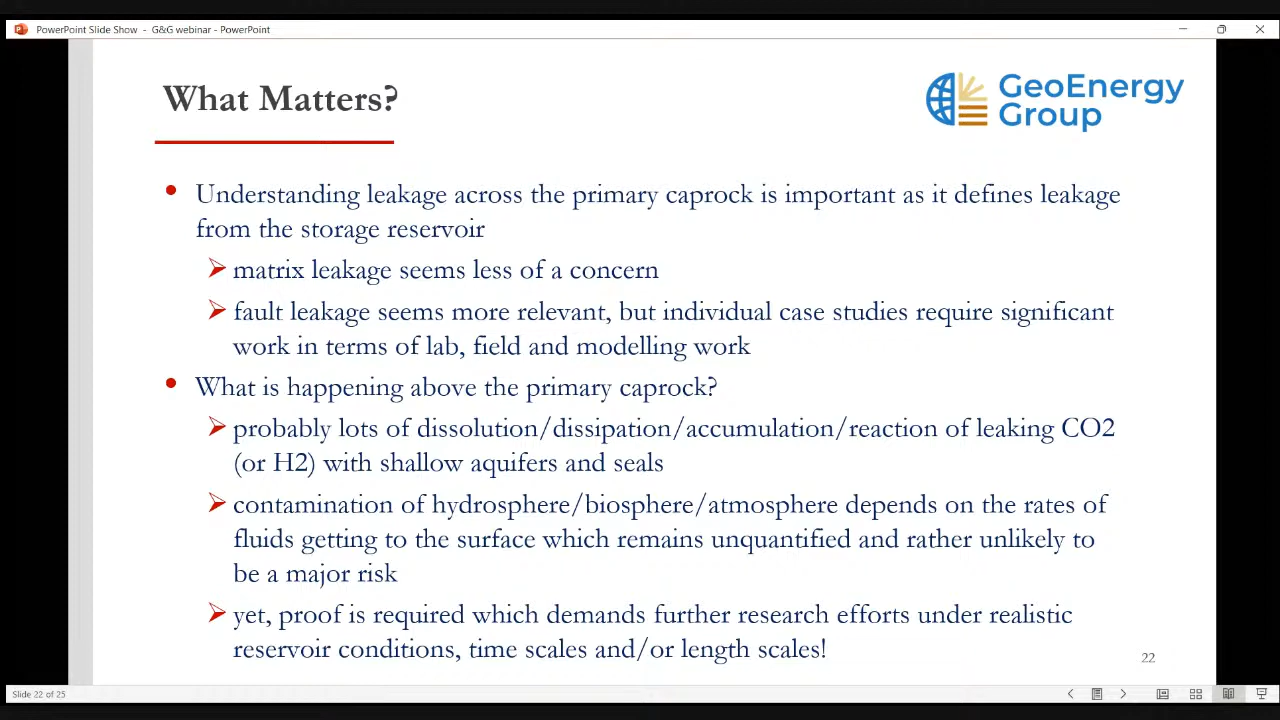 PowerPoint Slide Show - G&G webinar - PowerPoint
What Matters?
GeoEnergy
Group
• Understanding leakage across the primary caprock is important as it defines leakage
from the storage reservoir
➢ matrix leakage seems less of a concern
➢ fault leakage seems more relevant, but individual case studies require significant
work in terms of lab, field and modelling work
• What is happening above the primary caprock?
➢ probably lots of dissolution/dissipation/accumulation/reaction of leaking CO2
(or H2) with shallow aquifers and seals
➢ contamination of hydrosphere/biosphere/atmosphere depends on the rates of
fluids getting to the surface which remains unquantified and rather unlikely to
be a major risk
➢ yet, proof is required which demands further research efforts under realistic
reservoir conditions, time scales and/or length scales!
22
Slide 22 of 25